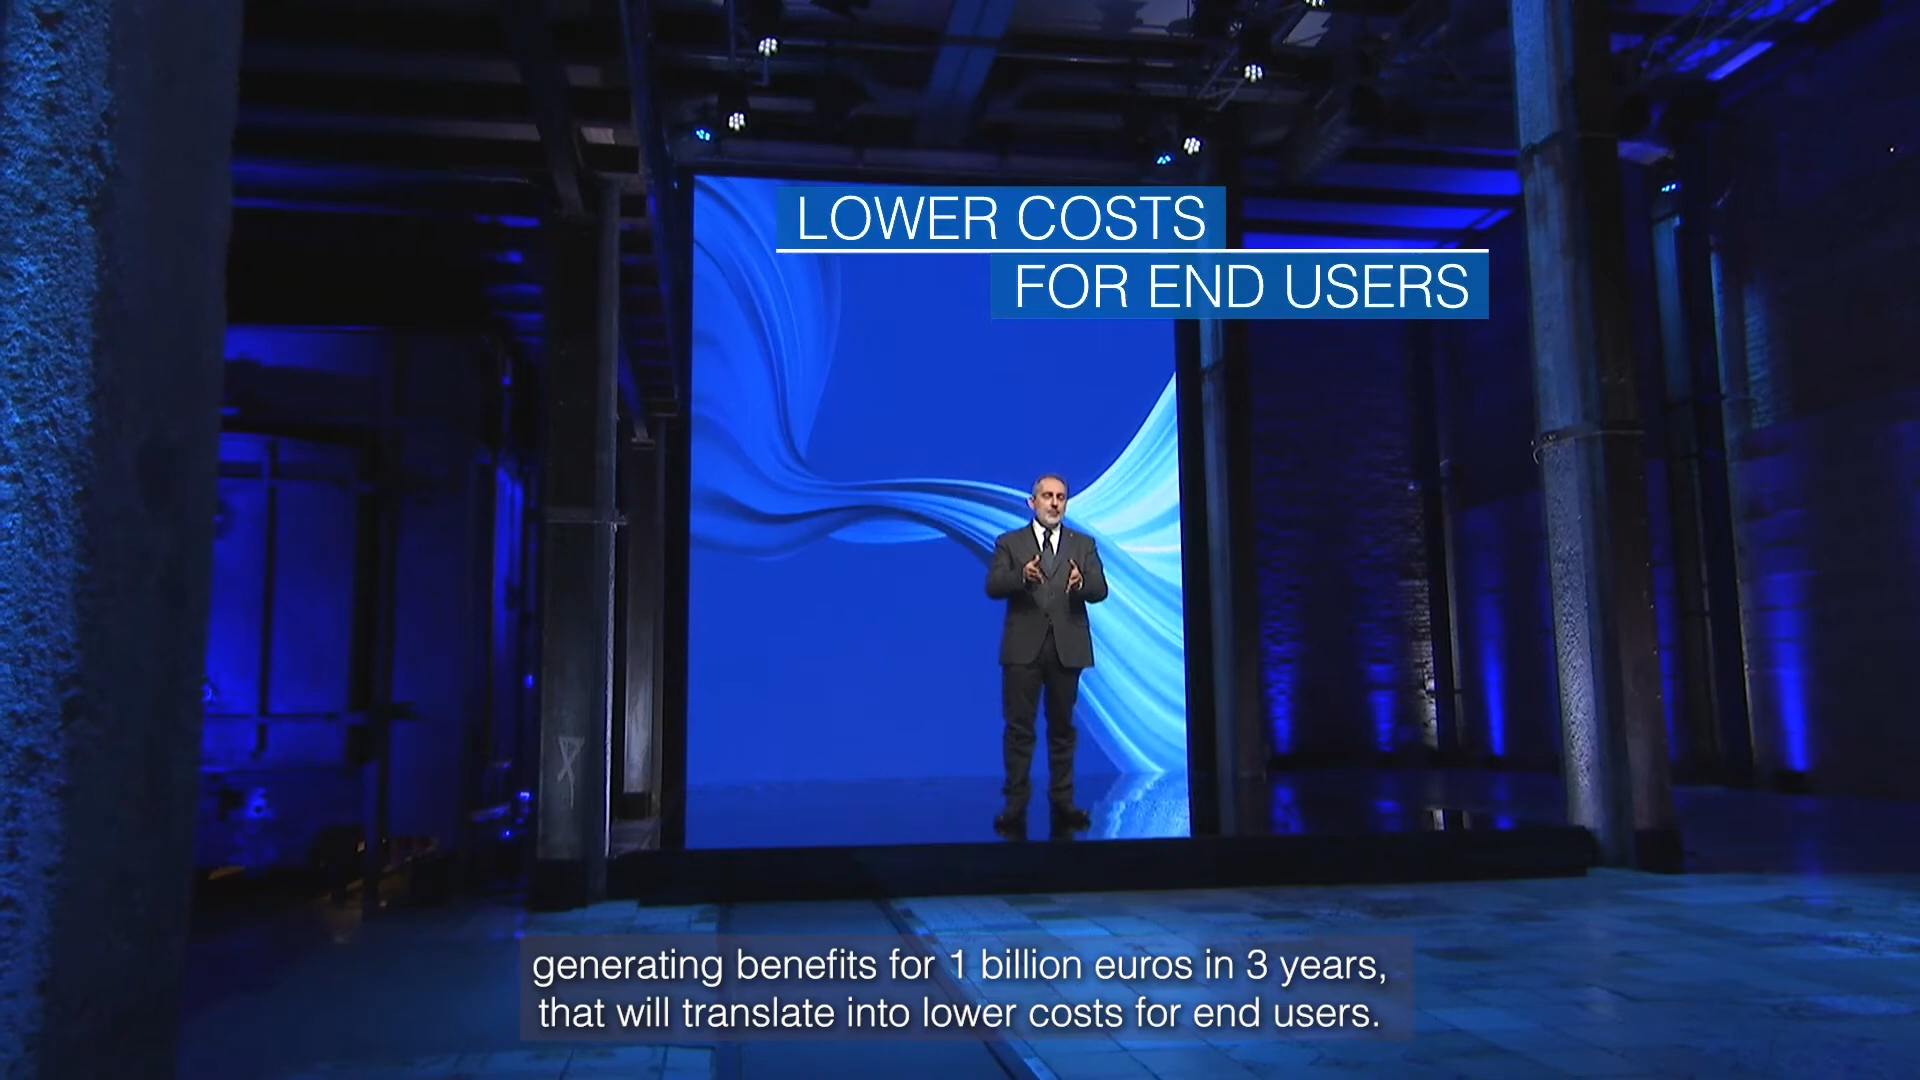 LOWER COSTS
FOR END USERS
generating benefits for 1 billion euros in 3 years,
that will translate into lower costs for end users.